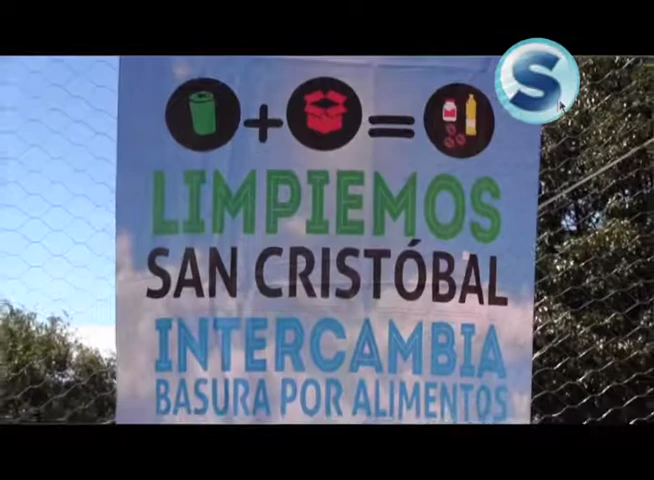 S
+ =
LIMPIEMOS
SAN CRISTÓBAL
INTERCAMBIA
BASURA POR ALIMENTOS